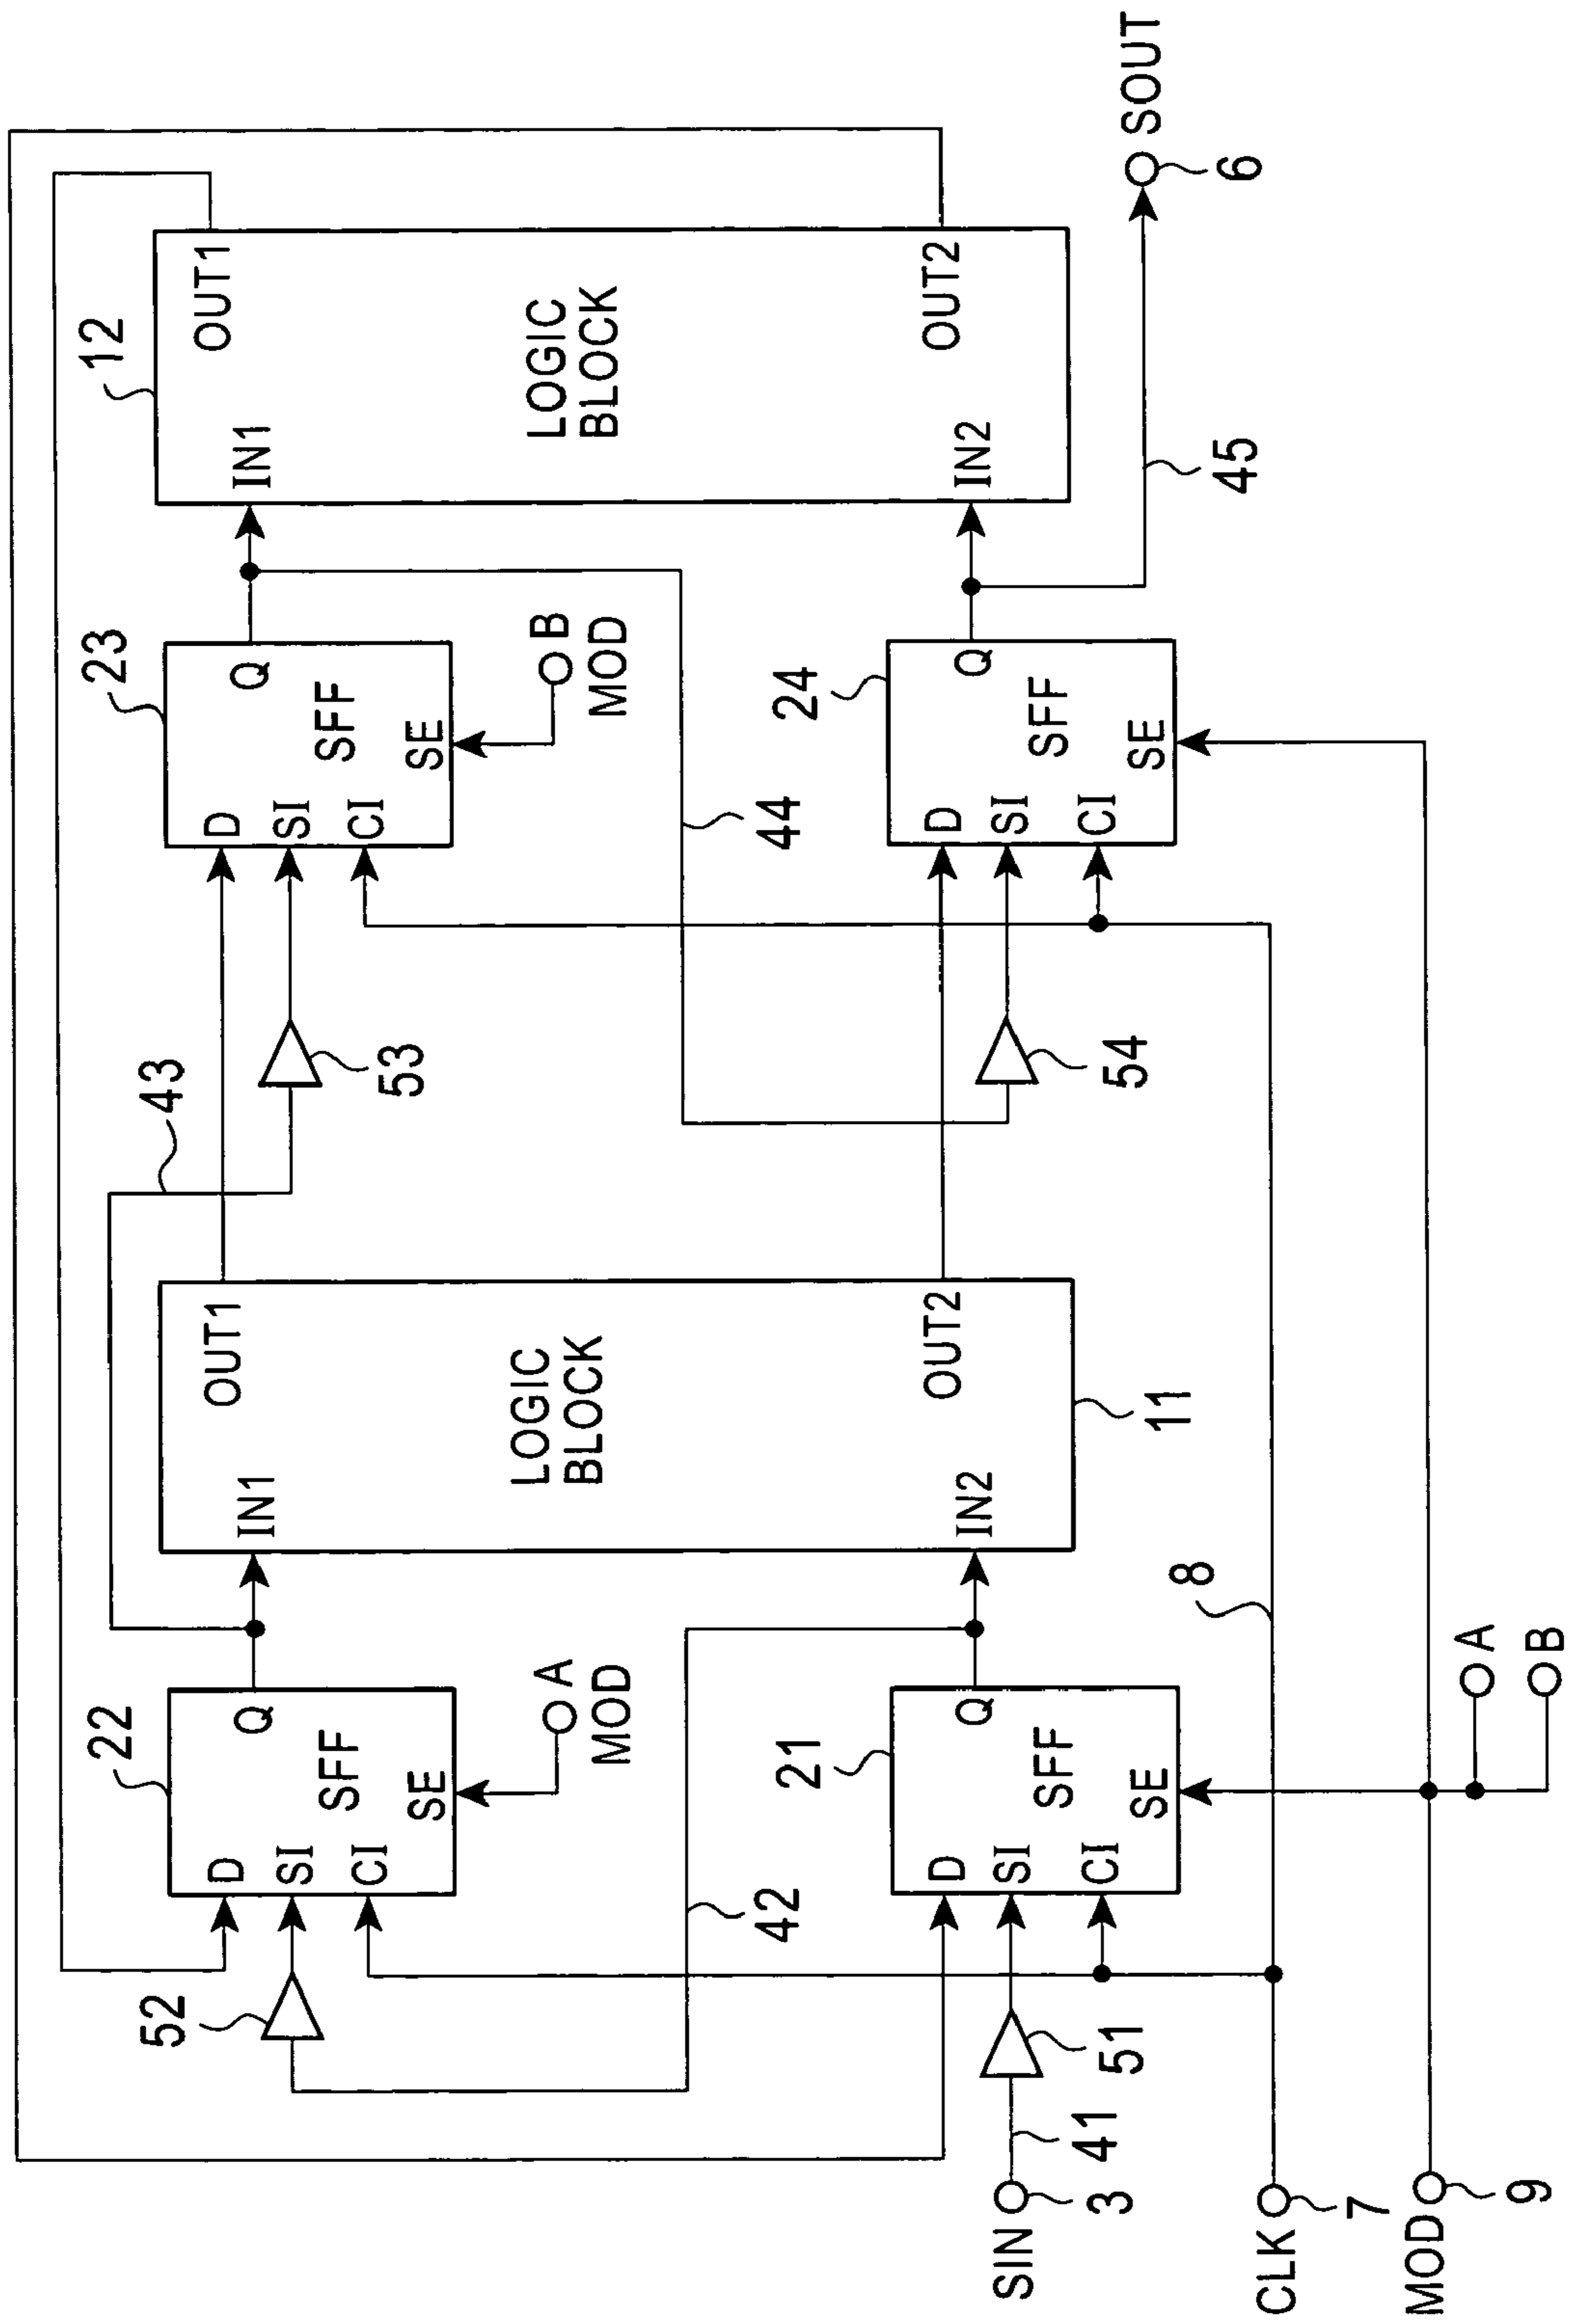 12
OUT1
LOGIC
BLOCK
IN1
OUT2
IN2
SOUT
6
45
23
Q
SFF
SE
D
SI
CI
B
MOD
44
24
Q
SFF
SE
D
SI
CI
43
53
54
OUT1
LOGIC
BLOCK
IN1
OUT2
IN2
11
8
22
Q
SFF
SE
D
SI
CI
A
MOD
42
21
Q
SFF
SE
D
SI
CI
A
B
52
51
41
SIN
3
CLK
7
MOD
9